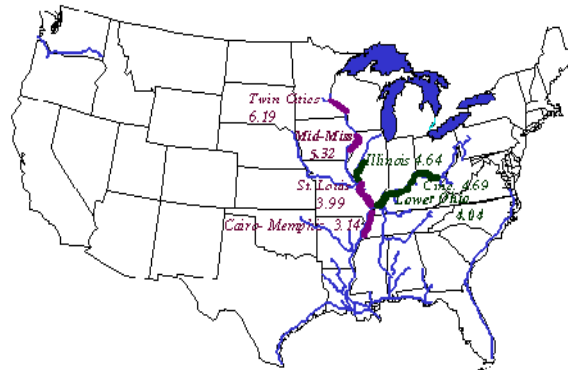 Twin Cities
6.19
Mid-Miss
5.32
Illinois 4.64
St. Louis
3.99
Cinc. 4.69
Lower Ohio
4.04
Cairo- Memphis 3.14